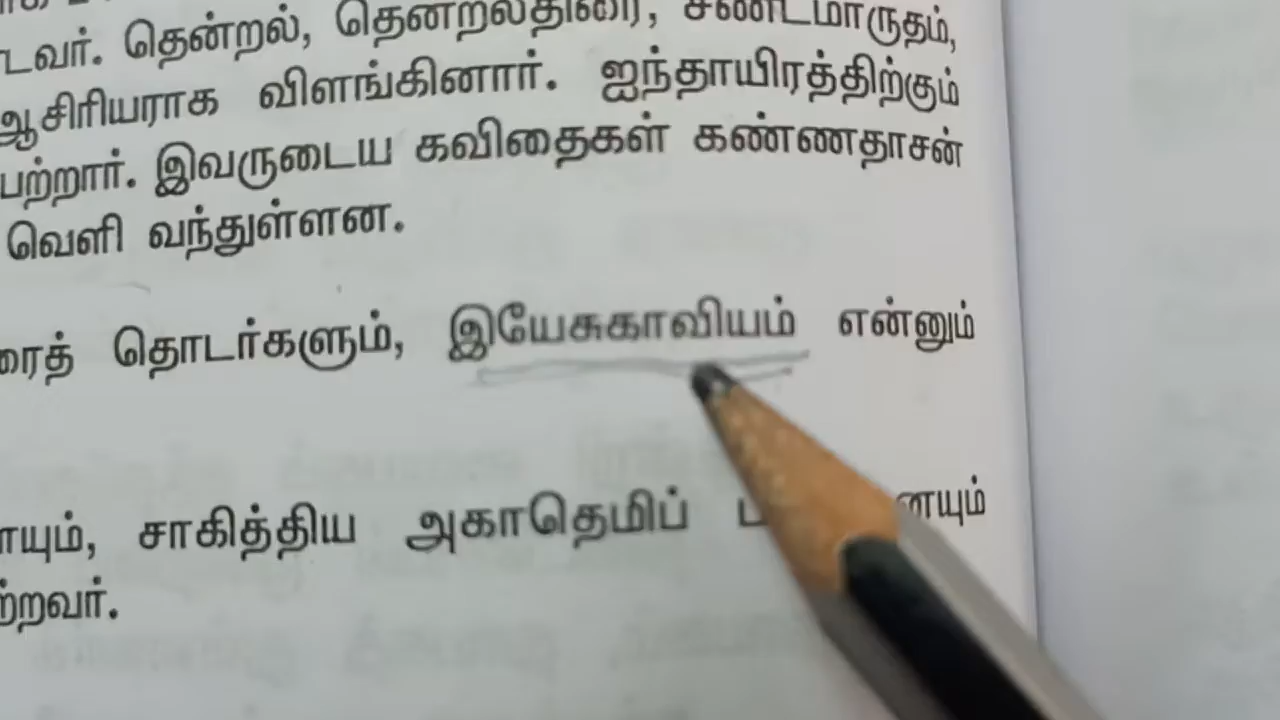 டவர். தென்றல், தென்றல்திரை, சண்டமாருதம்,
ஆசிரியராக விளங்கினார். ஐந்தாயிரத்திற்கும்
பற்றார். இவருடைய கவிதைகள் கண்ணதாசன்
வெளி வந்துள்ளன.
ரைத் தொடர்களும், இயேசுகாவியம் என்னும்
ாயும், சாகித்திய அகாதெமிப் னையும்
ற்றவர்.